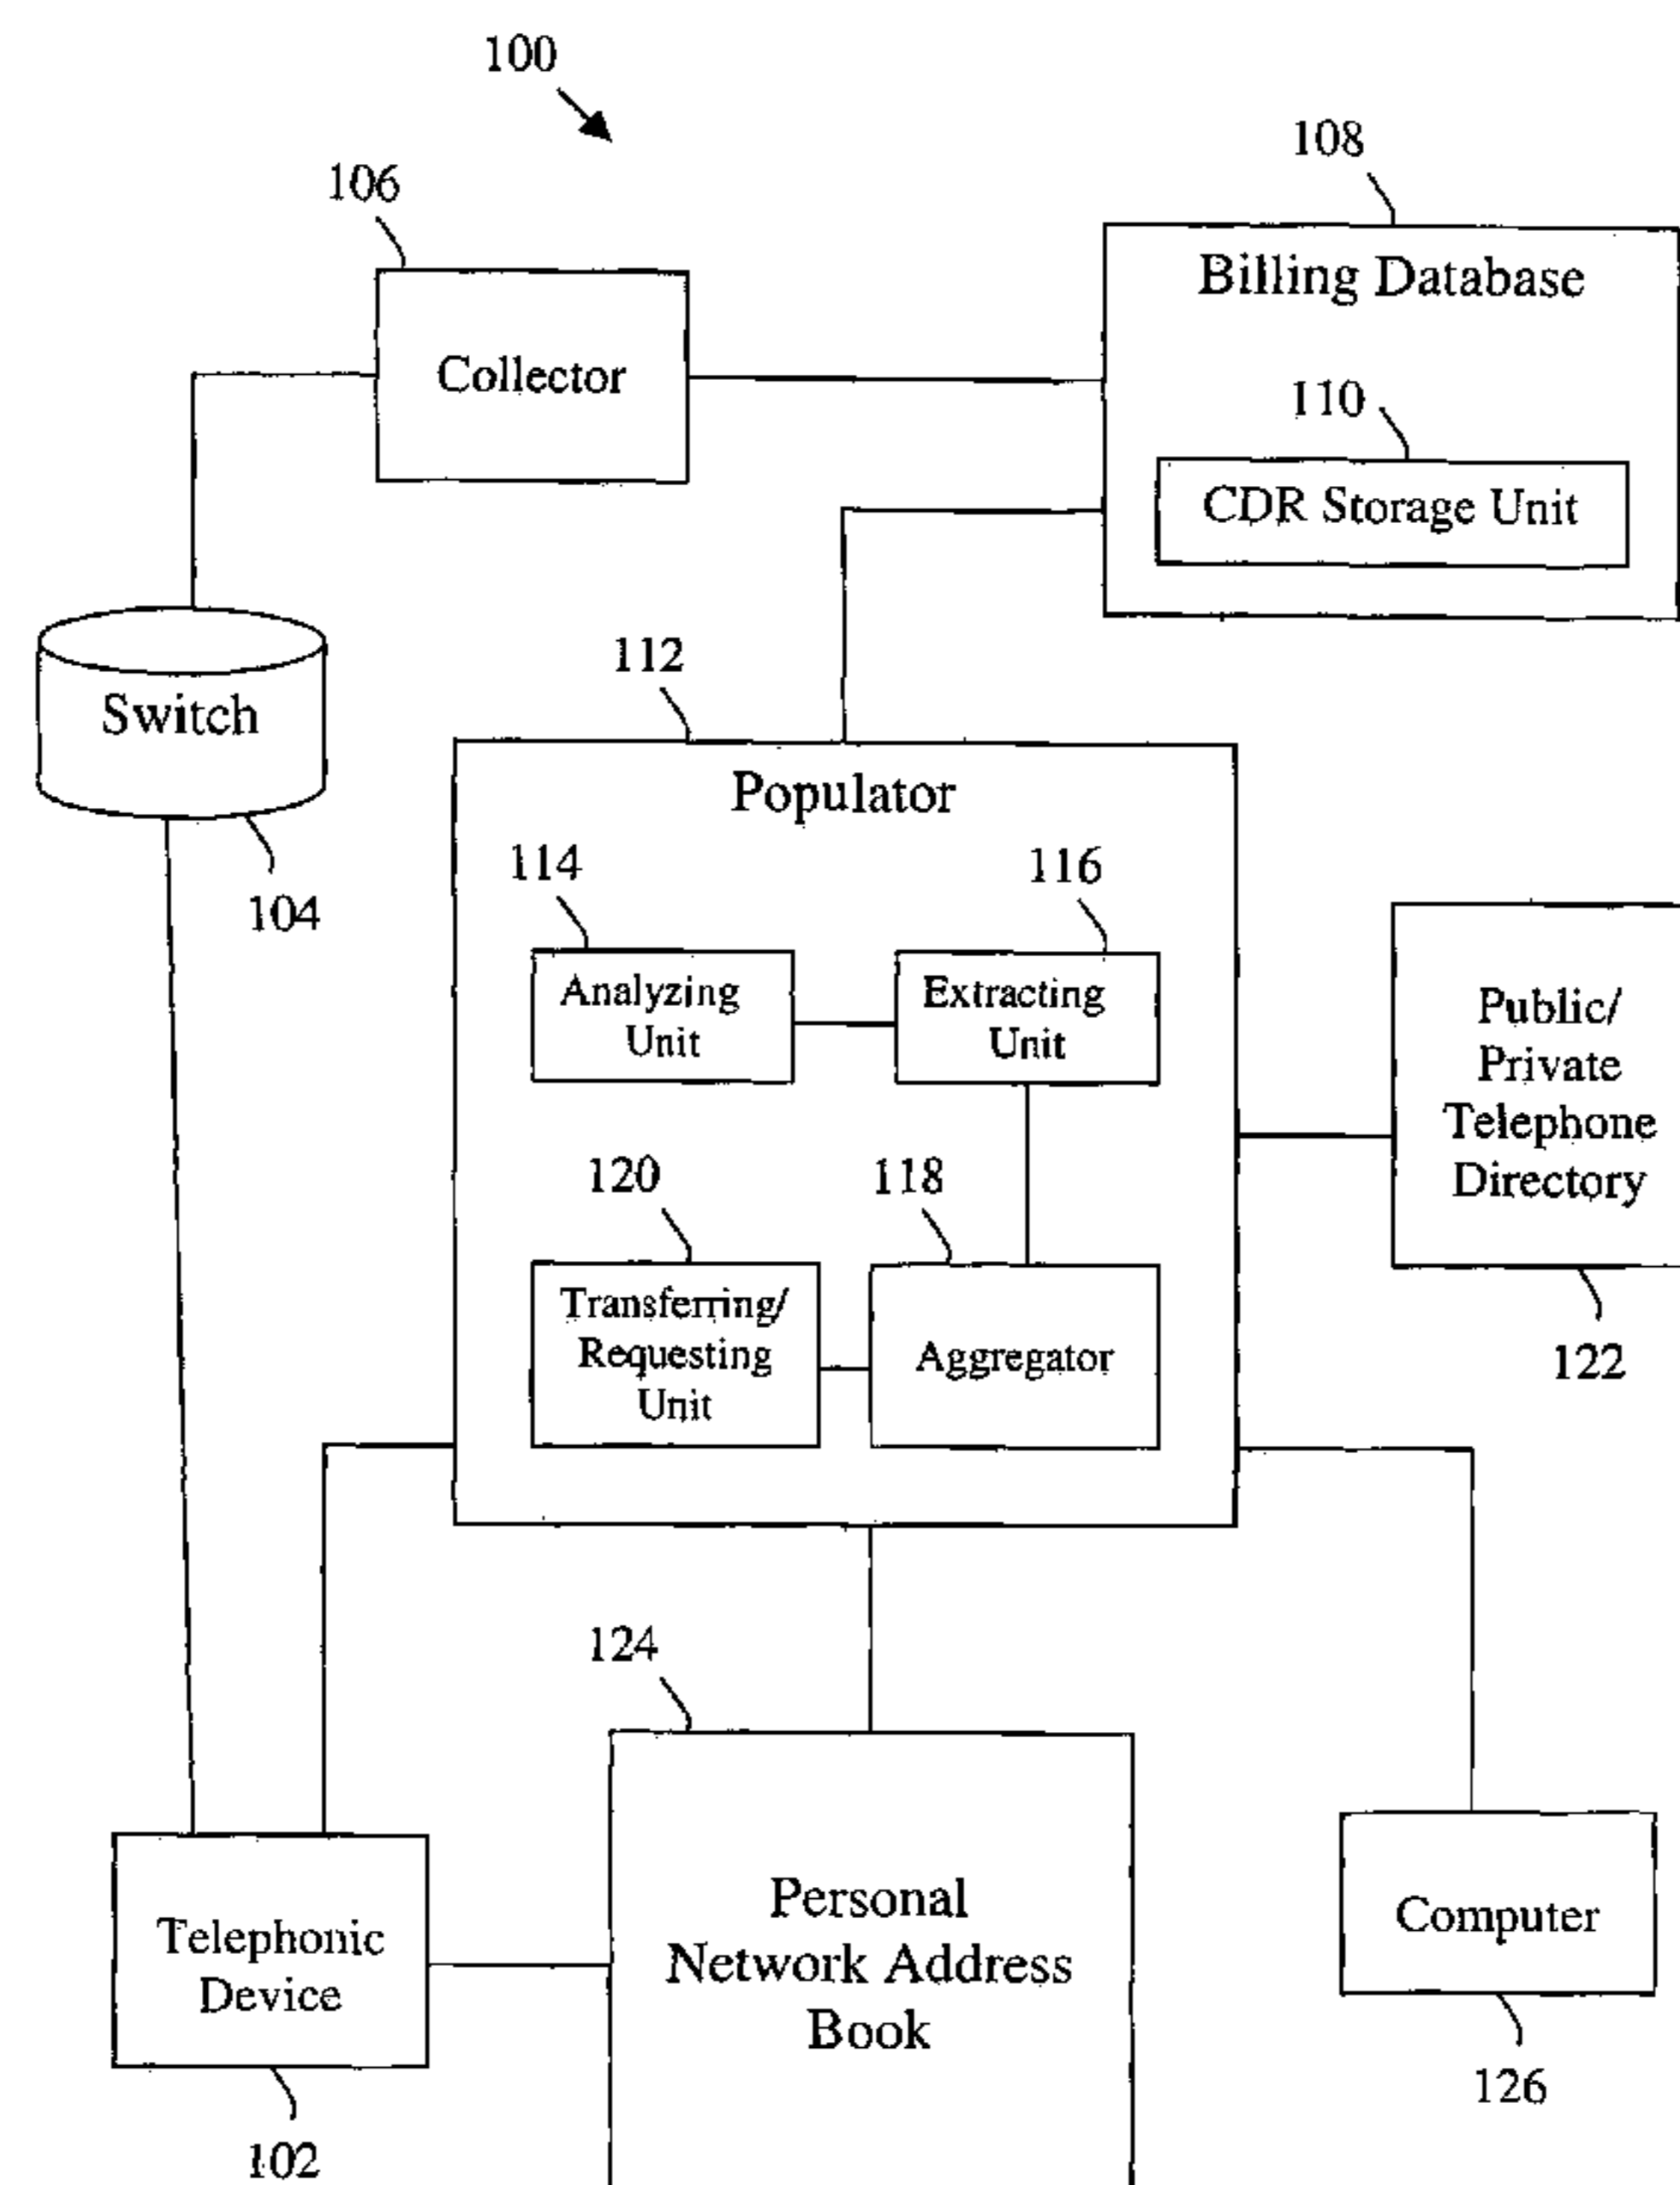 100
108
106
Billing Database
Collector
110
CDR Storage Unit
112
Switch
Populator
114
116
104
Analyzing
Unit
Extracting
Unit
Public/
Private
Telephone
Directory
120
118
Transferring/
Requesting
Unit
Aggregator
122
124
Personal
Network Address
Book
Computer
Telephonic
Device
126
102